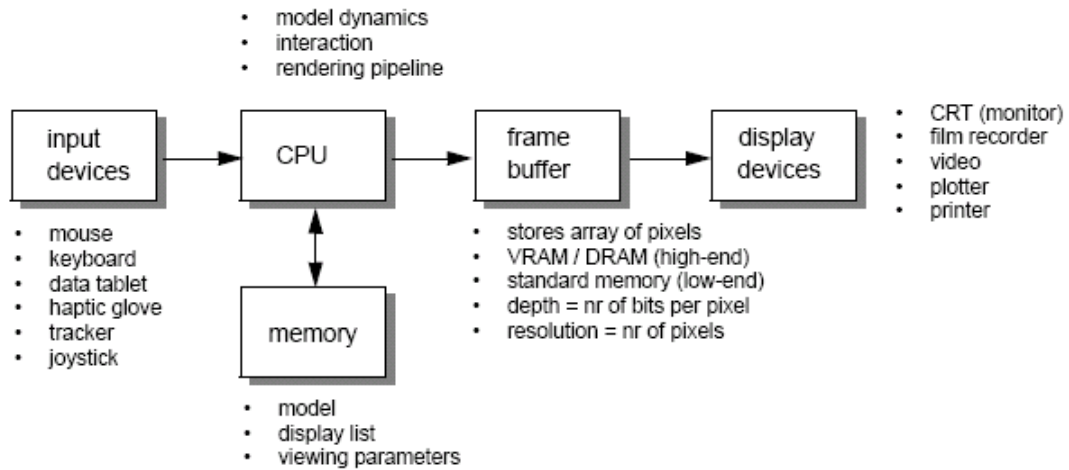 • model dynamics
• interaction
• rendering pipeline
input
devices
CPU
frame
buffer
display
devices
• CRT (monitor)
• film recorder
• video
• plotter
• printer
• mouse
• keyboard
• data tablet
• haptic glove
• tracker
• joystick
memory
• stores array of pixels
• VRAM / DRAM (high-end)
• standard memory (low-end)
• depth = nr of bits per pixel
• resolution = nr of pixels
• model
• display list
• viewing parameters